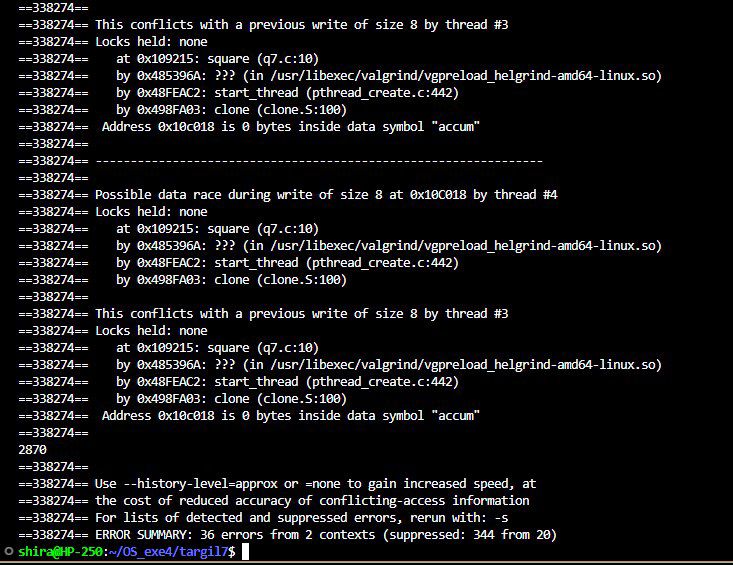 ==338274==
==338274== This conflicts with a previous write of size 8 by thread #3
==338274== Locks held: none
==338274==    at 0x109215: square (q7.c:10)
==338274==    by 0x485396A: ??? (in /usr/libexec/valgrind/vgpreload_helgrind-amd64-linux.so)
==338274==    by 0x48FEAC2: start_thread (pthread_create.c:442)
==338274==    by 0x498FA03: clone (clone.S:100)
==338274==  Address 0x10c018 is 0 bytes inside data symbol "accum"
==338274==
==338274== ----------------------------------------------------------------
==338274==
==338274== Possible data race during write of size 8 at 0x10C018 by thread #4
==338274== Locks held: none
==338274==    at 0x109215: square (q7.c:10)
==338274==    by 0x485396A: ??? (in /usr/libexec/valgrind/vgpreload_helgrind-amd64-linux.so)
==338274==    by 0x48FEAC2: start_thread (pthread_create.c:442)
==338274==    by 0x498FA03: clone (clone.S:100)
==338274==
==338274== This conflicts with a previous write of size 8 by thread #3
==338274== Locks held: none
==338274==    at 0x109215: square (q7.c:10)
==338274==    by 0x485396A: ??? (in /usr/libexec/valgrind/vgpreload_helgrind-amd64-linux.so)
==338274==    by 0x48FEAC2: start_thread (pthread_create.c:442)
==338274==    by 0x498FA03: clone (clone.S:100)
==338274==  Address 0x10c018 is 0 bytes inside data symbol "accum"
==338274==
2870
==338274==
==338274== Use --history-level=approx or =none to gain increased speed, at
==338274== the cost of reduced accuracy of conflicting-access information
==338274== For lists of detected and suppressed errors, rerun with: -s
==338274== ERROR SUMMARY: 36 errors from 2 contexts (suppressed: 344 from 20)
shira@HP-250:~/OS_exe4/targil7$